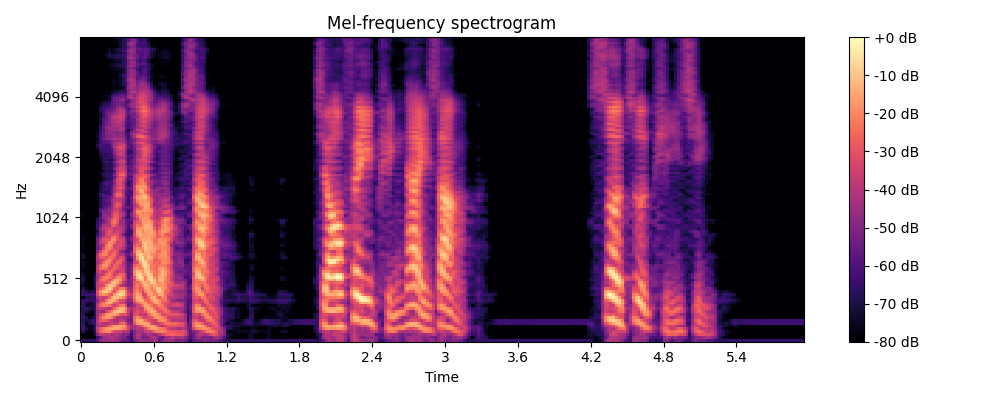 Mel-frequency spectrogram
+0 dB
-10 dB
-20 dB
-30 dB
-40 dB
-50 dB
-60 dB
-70 dB
-80 dB
Hz
4096
2048
1024
512
0
0 0.6 1.2 1.8 2.4 3 3.6 4.2 4.8 5.4
Time